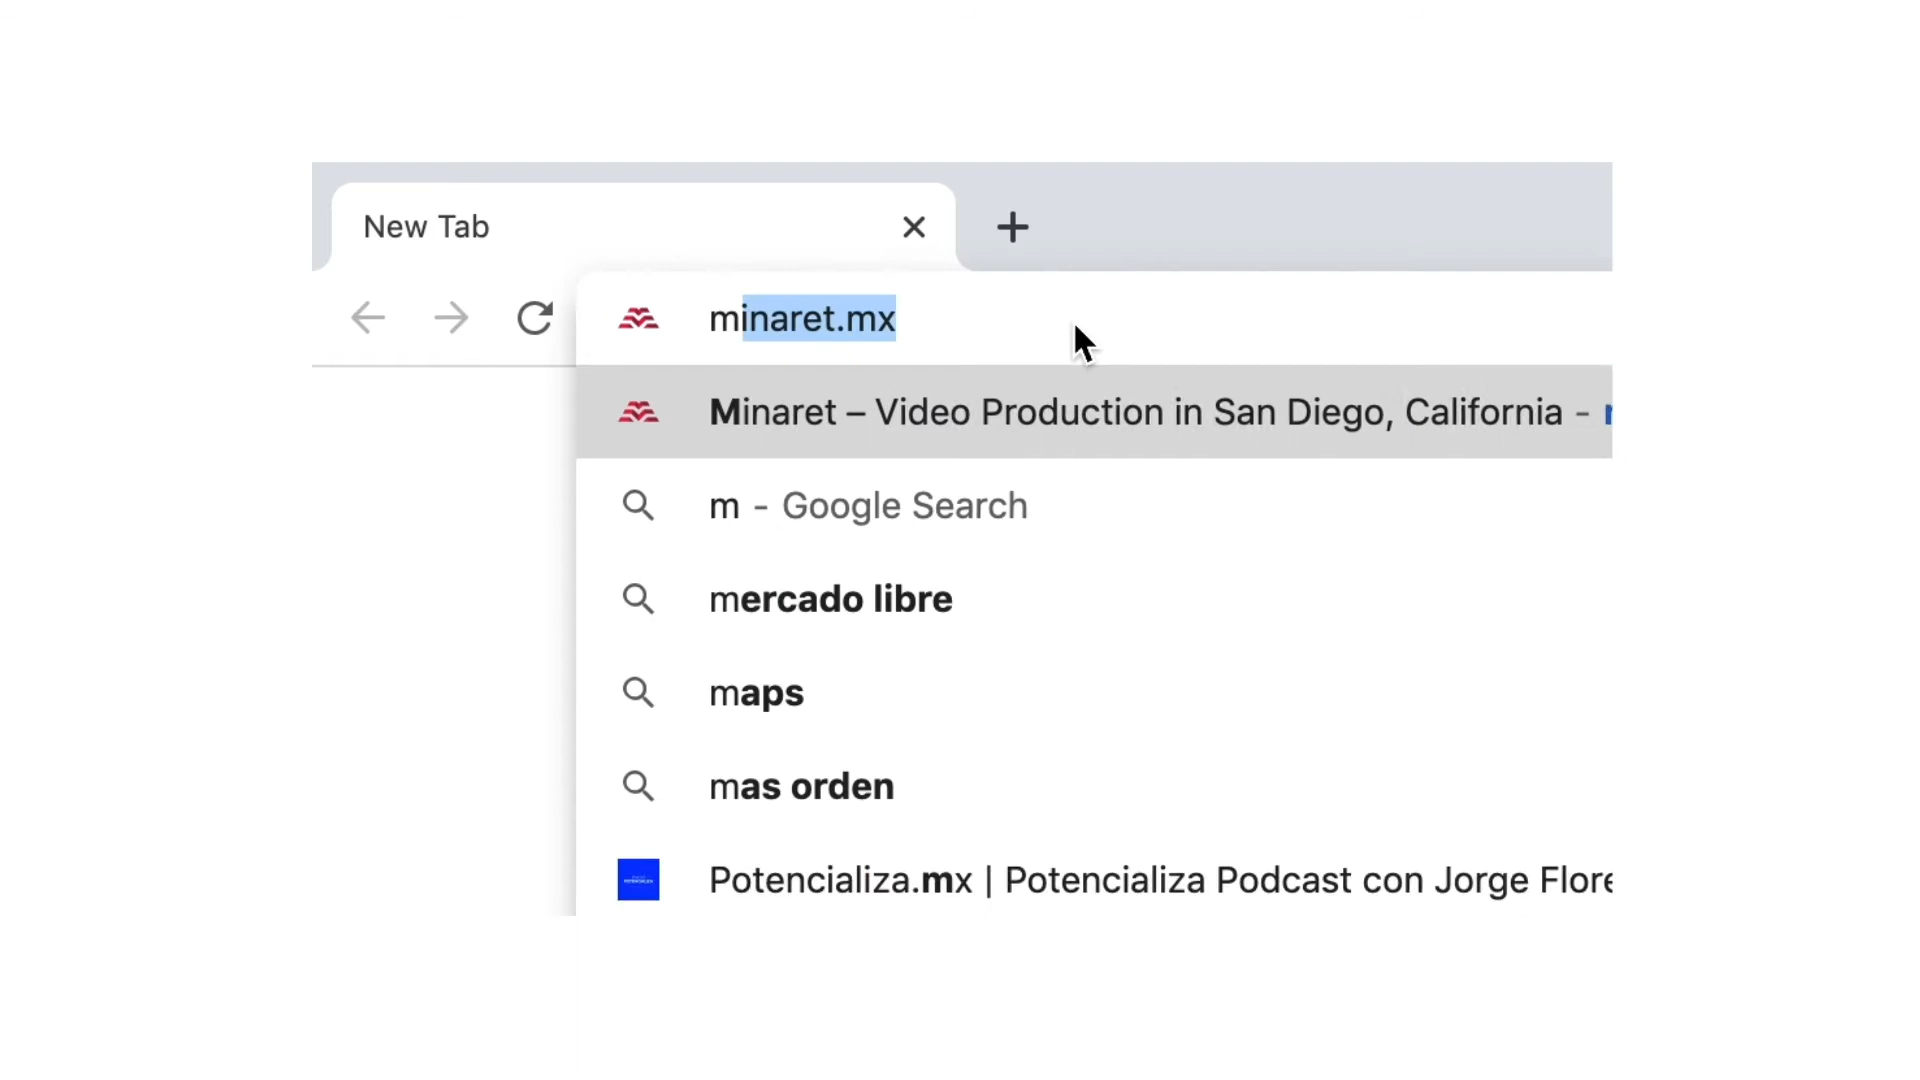 New Tab
minaret.mx
Minaret – Video Production in San Diego, California -
m - Google Search
mercado libre
maps
mas orden
Potencializa.mx | Potencializa Podcast con Jorge Flore